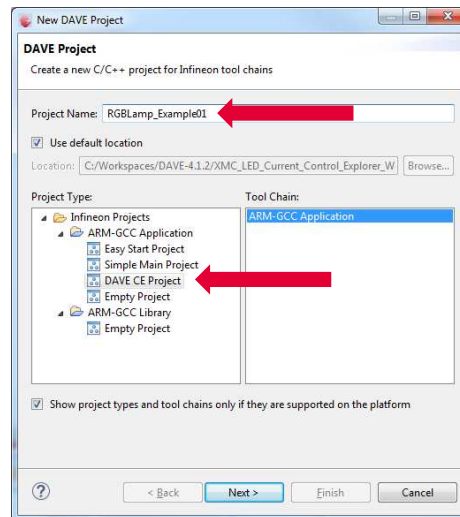 New DAVE Project
DAVE Project
Create a new C/C++ project for Infineon tool chains
Project Name: RGBLamp_Example01
Use default location
Location: C:/Workspaces/DAVE-4.1.2/XMC_LED_Current_Control_Explorer_W Browse...
Project Type: Tool Chain:
Infineon Projects ARM-GCC Application
ARM-GCC Application
Easy Start Project
Simple Main Project
DAVE CE Project
Empty Project
ARM-GCC Library
Empty Project
Show project types and tool chains only if they are supported on the platform
? < Back Next > Finish Cancel